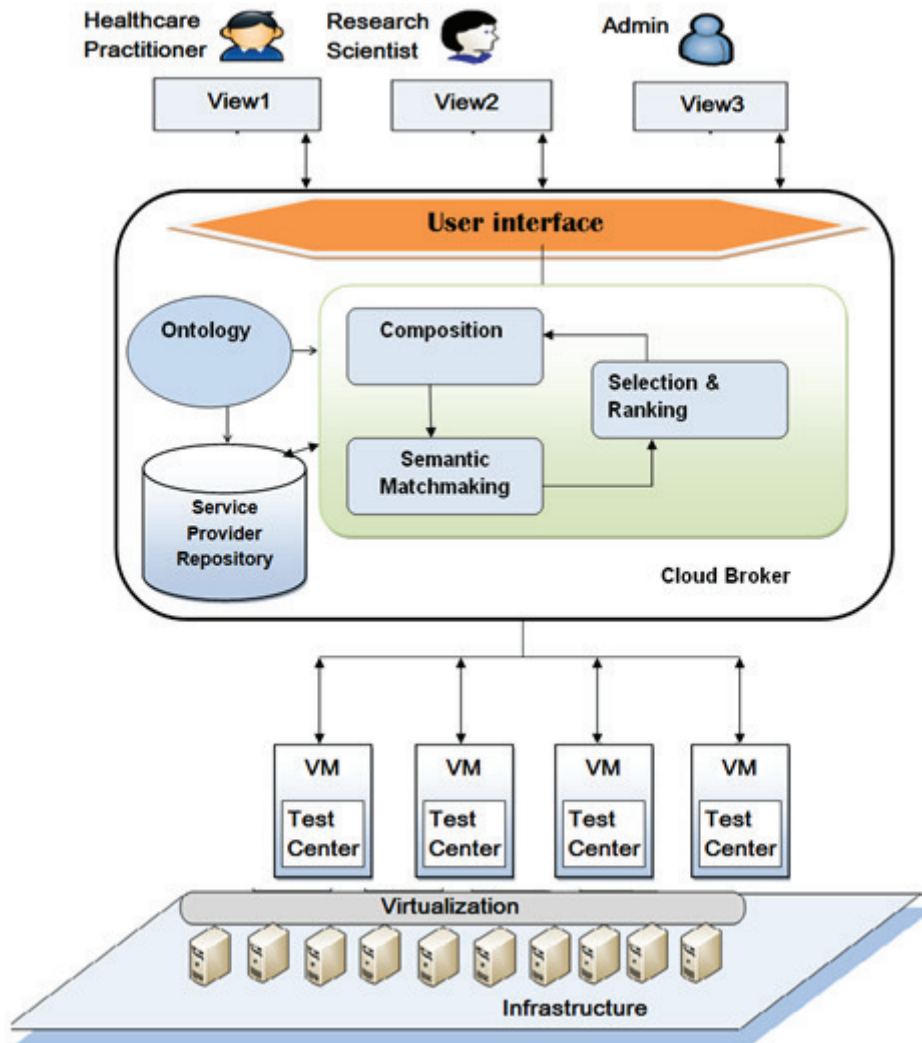 Healthcare
Practitioner
Research
Scientist
Admin
View1
View2
View3
User interface
Ontology
Composition
Selection &
Ranking
Semantic
Matchmaking
Service
Provider
Repository
Cloud Broker
VM
VM
VM
VM
Test
Center
Test
Center
Test
Center
Test
Center
Virtualization
Infrastructure